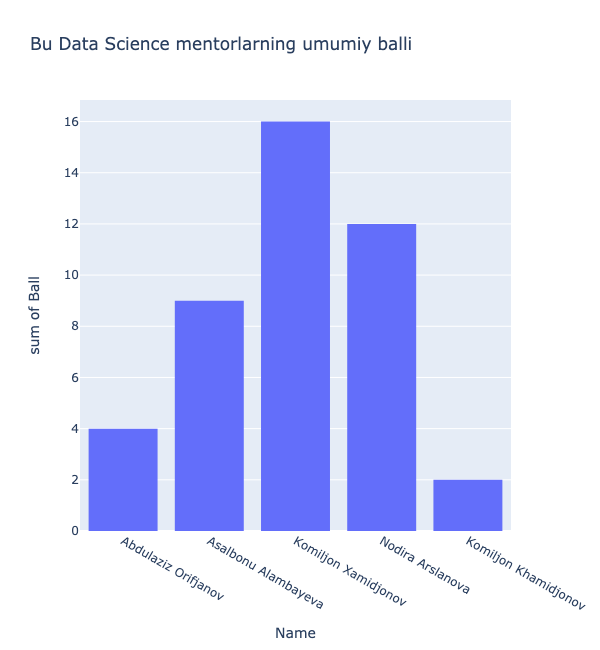 Bu Data Science mentorlarning umumiy balli
16
14
12
10
8
6
4
2
0
sum of Ball
Abdulaziz Orifjanov
Asalbonu Alambayeva
Komiljon Xamidjonov
Nodira Arslanova
Komiljon Khamidjonov
Name